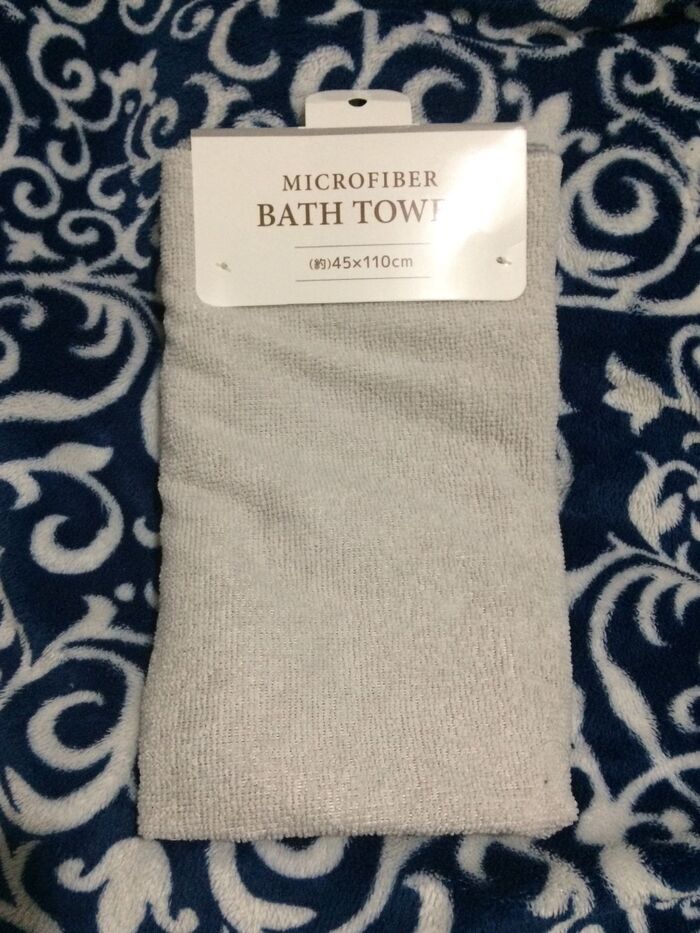 MICROFIBER
BATH TOWE
(約)45×110cm